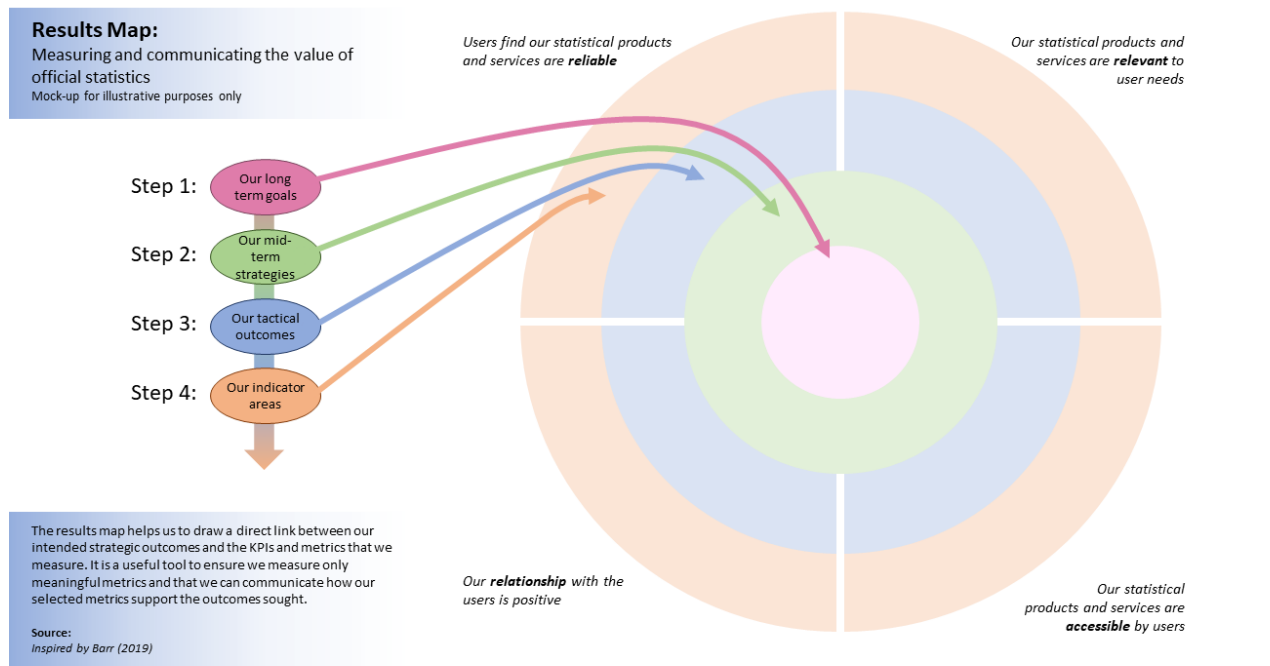 Results Map:
Measuring and communicating the value of
official statistics
Mock-up for illustrative purposes only
Users find our statistical products
and services are reliable
Our statistical products and
services are relevant to
user needs
Step 1:
Our long
term goals
Step 2:
Our mid-
term
strategies
Step 3:
Our tactical
outcomes
Step 4:
Our indicator
areas
The results map helps us to draw a direct link between our
intended strategic outcomes and the KPIs and metrics that we
measure. It is a useful tool to ensure we measure only
meaningful metrics and that we can communicate how our
selected metrics support the outcomes sought.
Source:
Inspired by Barr (2019)
Our relationship with the
users is positive
Our statistical
products and services are
accessible by users